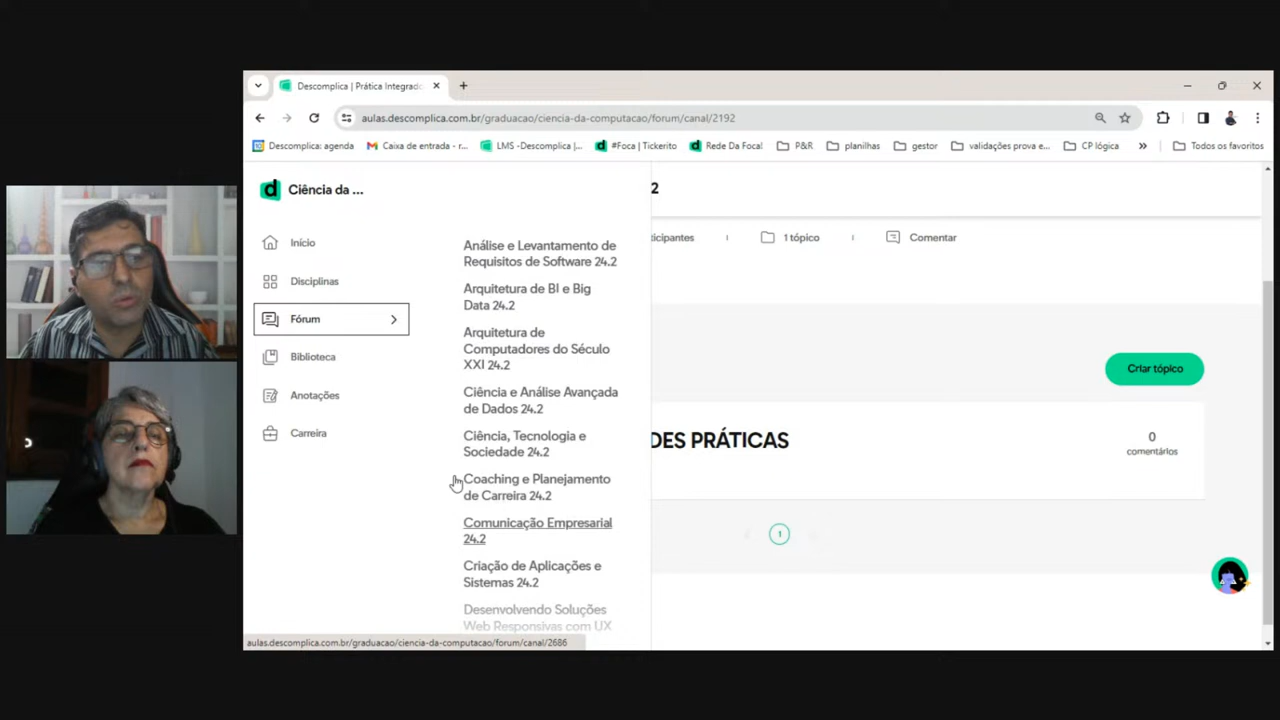 Descomplica | Prática Integrado
aulas.descomplica.com.br/graduacao/ciencia-da-computacao/forum/canal/2192
Descomplica: agenda
Caixa de entrada - r...
LMS -Descomplica |...
#Foca | Tickerito
Rede Da Foca!
P&R
planilhas
gestor
validações prova e...
CP lógica
Todos os favoritos
d Ciência da ...
Início
Disciplinas
Fórum
Biblioteca
Anotações
Carreira
Análise e Levantamento de
Requisitos de Software 24.2
Arquitetura de BI e Big
Data 24.2
Arquitetura de
Computadores do Século
XXI 24.2
Ciência e Análise Avançada
de Dados 24.2
Ciência, Tecnologia e
Sociedade 24.2
Coaching e Planejamento
de Carreira 24.2
Comunicação Empresarial
24.2
Criação de Aplicações e
Sistemas 24.2
Desenvolvendo Soluções
Web Responsivas com UX
2
ticipantes
1 tópico
Comentar
Criar tópico
DES PRÁTICAS
0
comentários
1
aulas.descomplica.com.br/graduacao/ciencia-da-computacao/forum/canal/2686